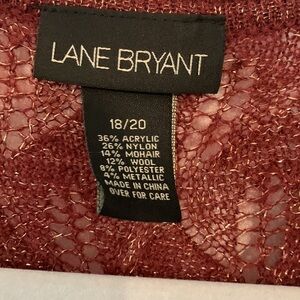 LANE BRYANT
18/20
36% ACRYLIC
26% NYLON
14% MOHAIR
12% WOOL
8% POLYESTER
4% METALLIC
MADE IN CHINA
OVER FOR CARE